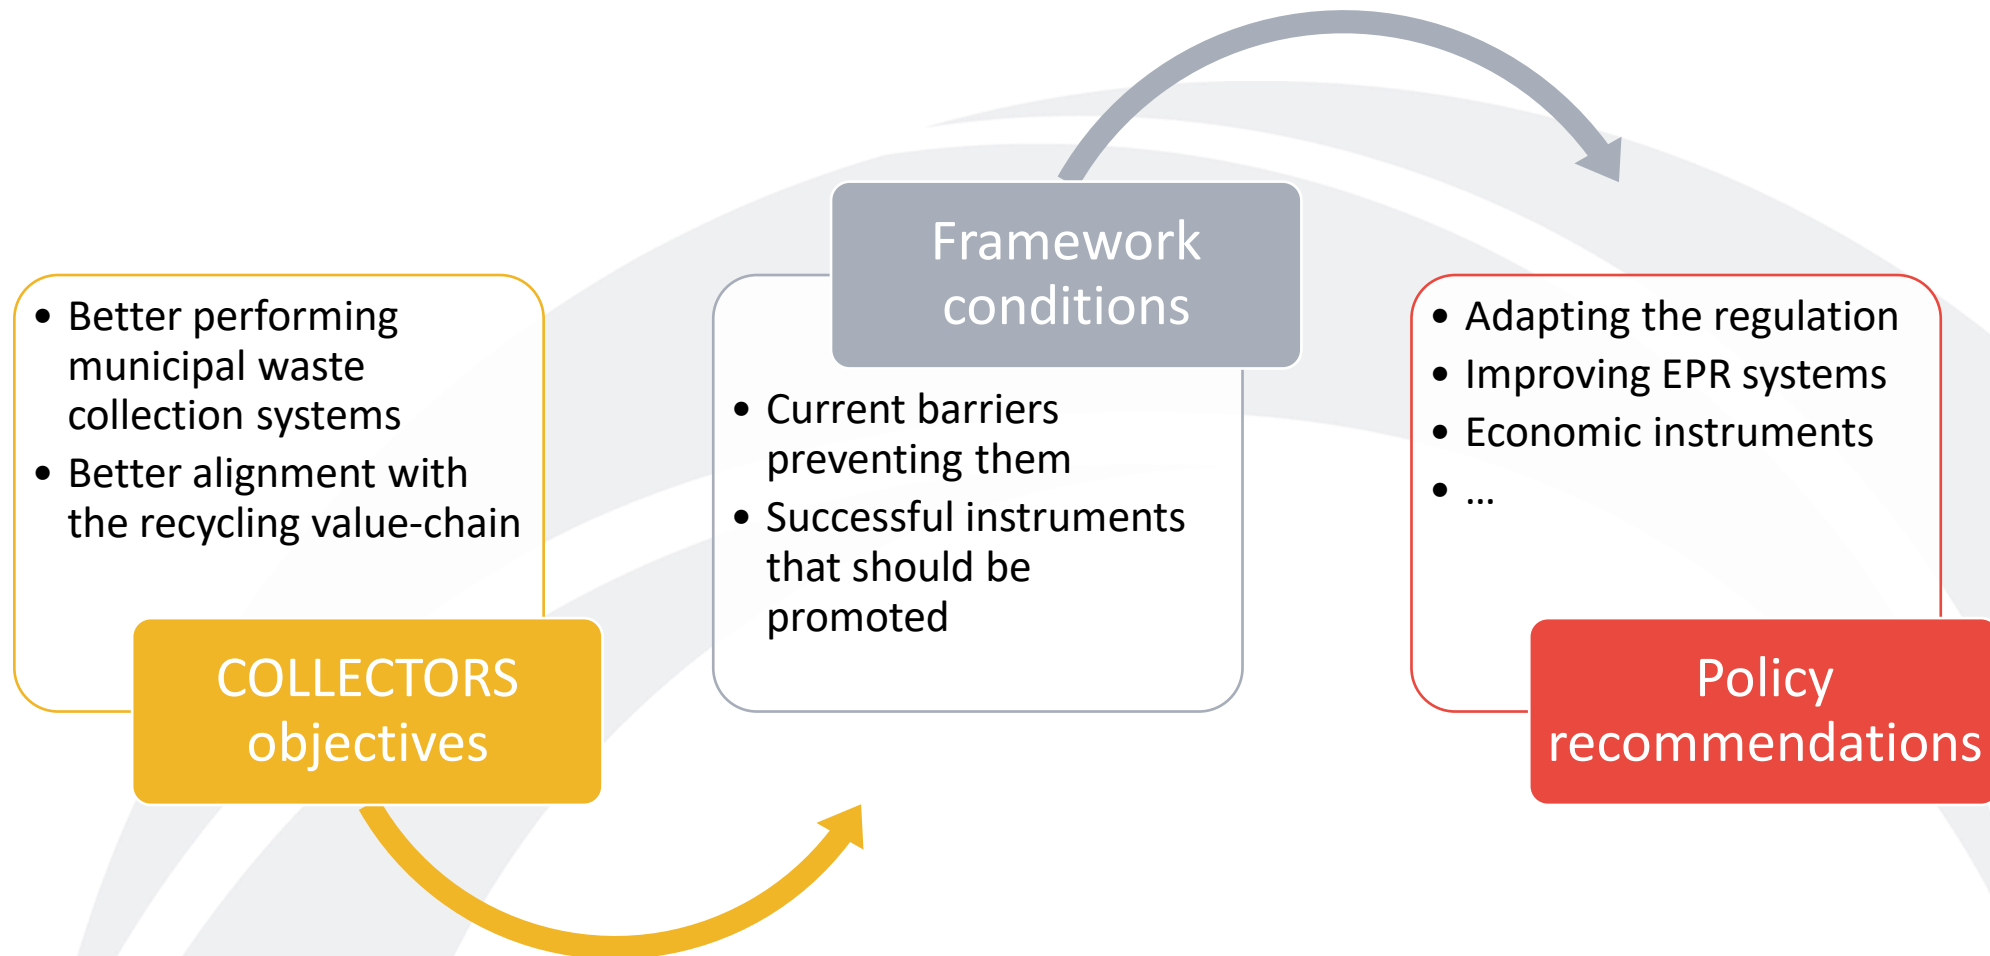 • Better performing
municipal waste
collection systems
• Better alignment with
the recycling value-chain
COLLECTORS
objectives
Framework
conditions
• Current barriers
preventing them
• Successful instruments
that should be
promoted
• Adapting the regulation
• Improving EPR systems
• Economic instruments
• ...
Policy
recommendations